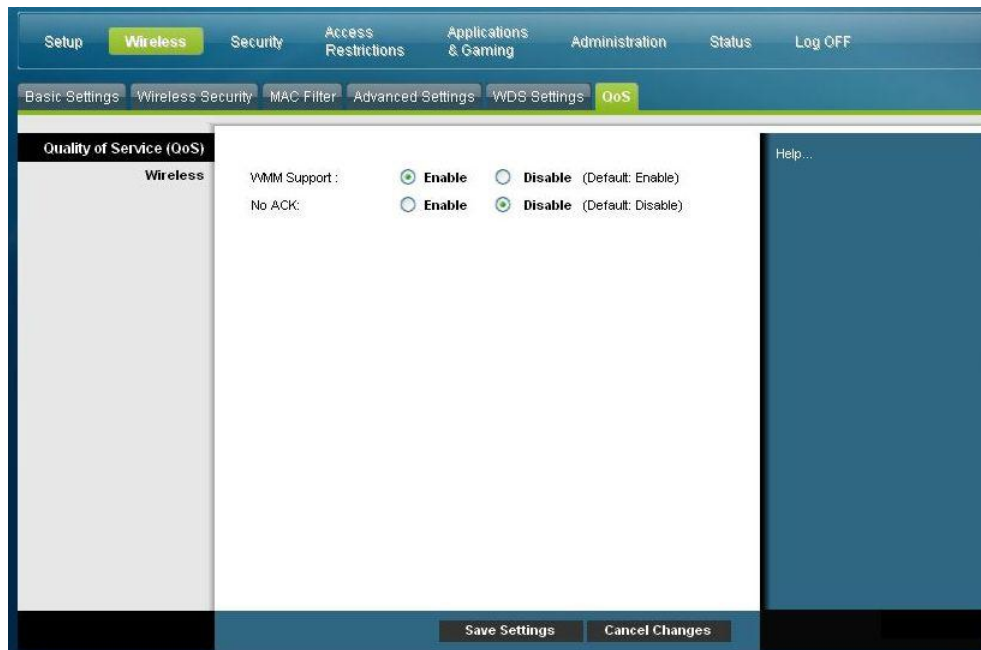 Setup Wireless Security Access Restrictions Applications & Gaming Administration Status Log OFF
Basic Settings Wireless Security MAC Filter Advanced Settings WDS Settings QoS
Quality of Service (QoS)
Help...
Wireless
WMM Support : Enable Disable (Default: Enable)
No ACK: Enable Disable (Default: Disable)
Save Settings Cancel Changes